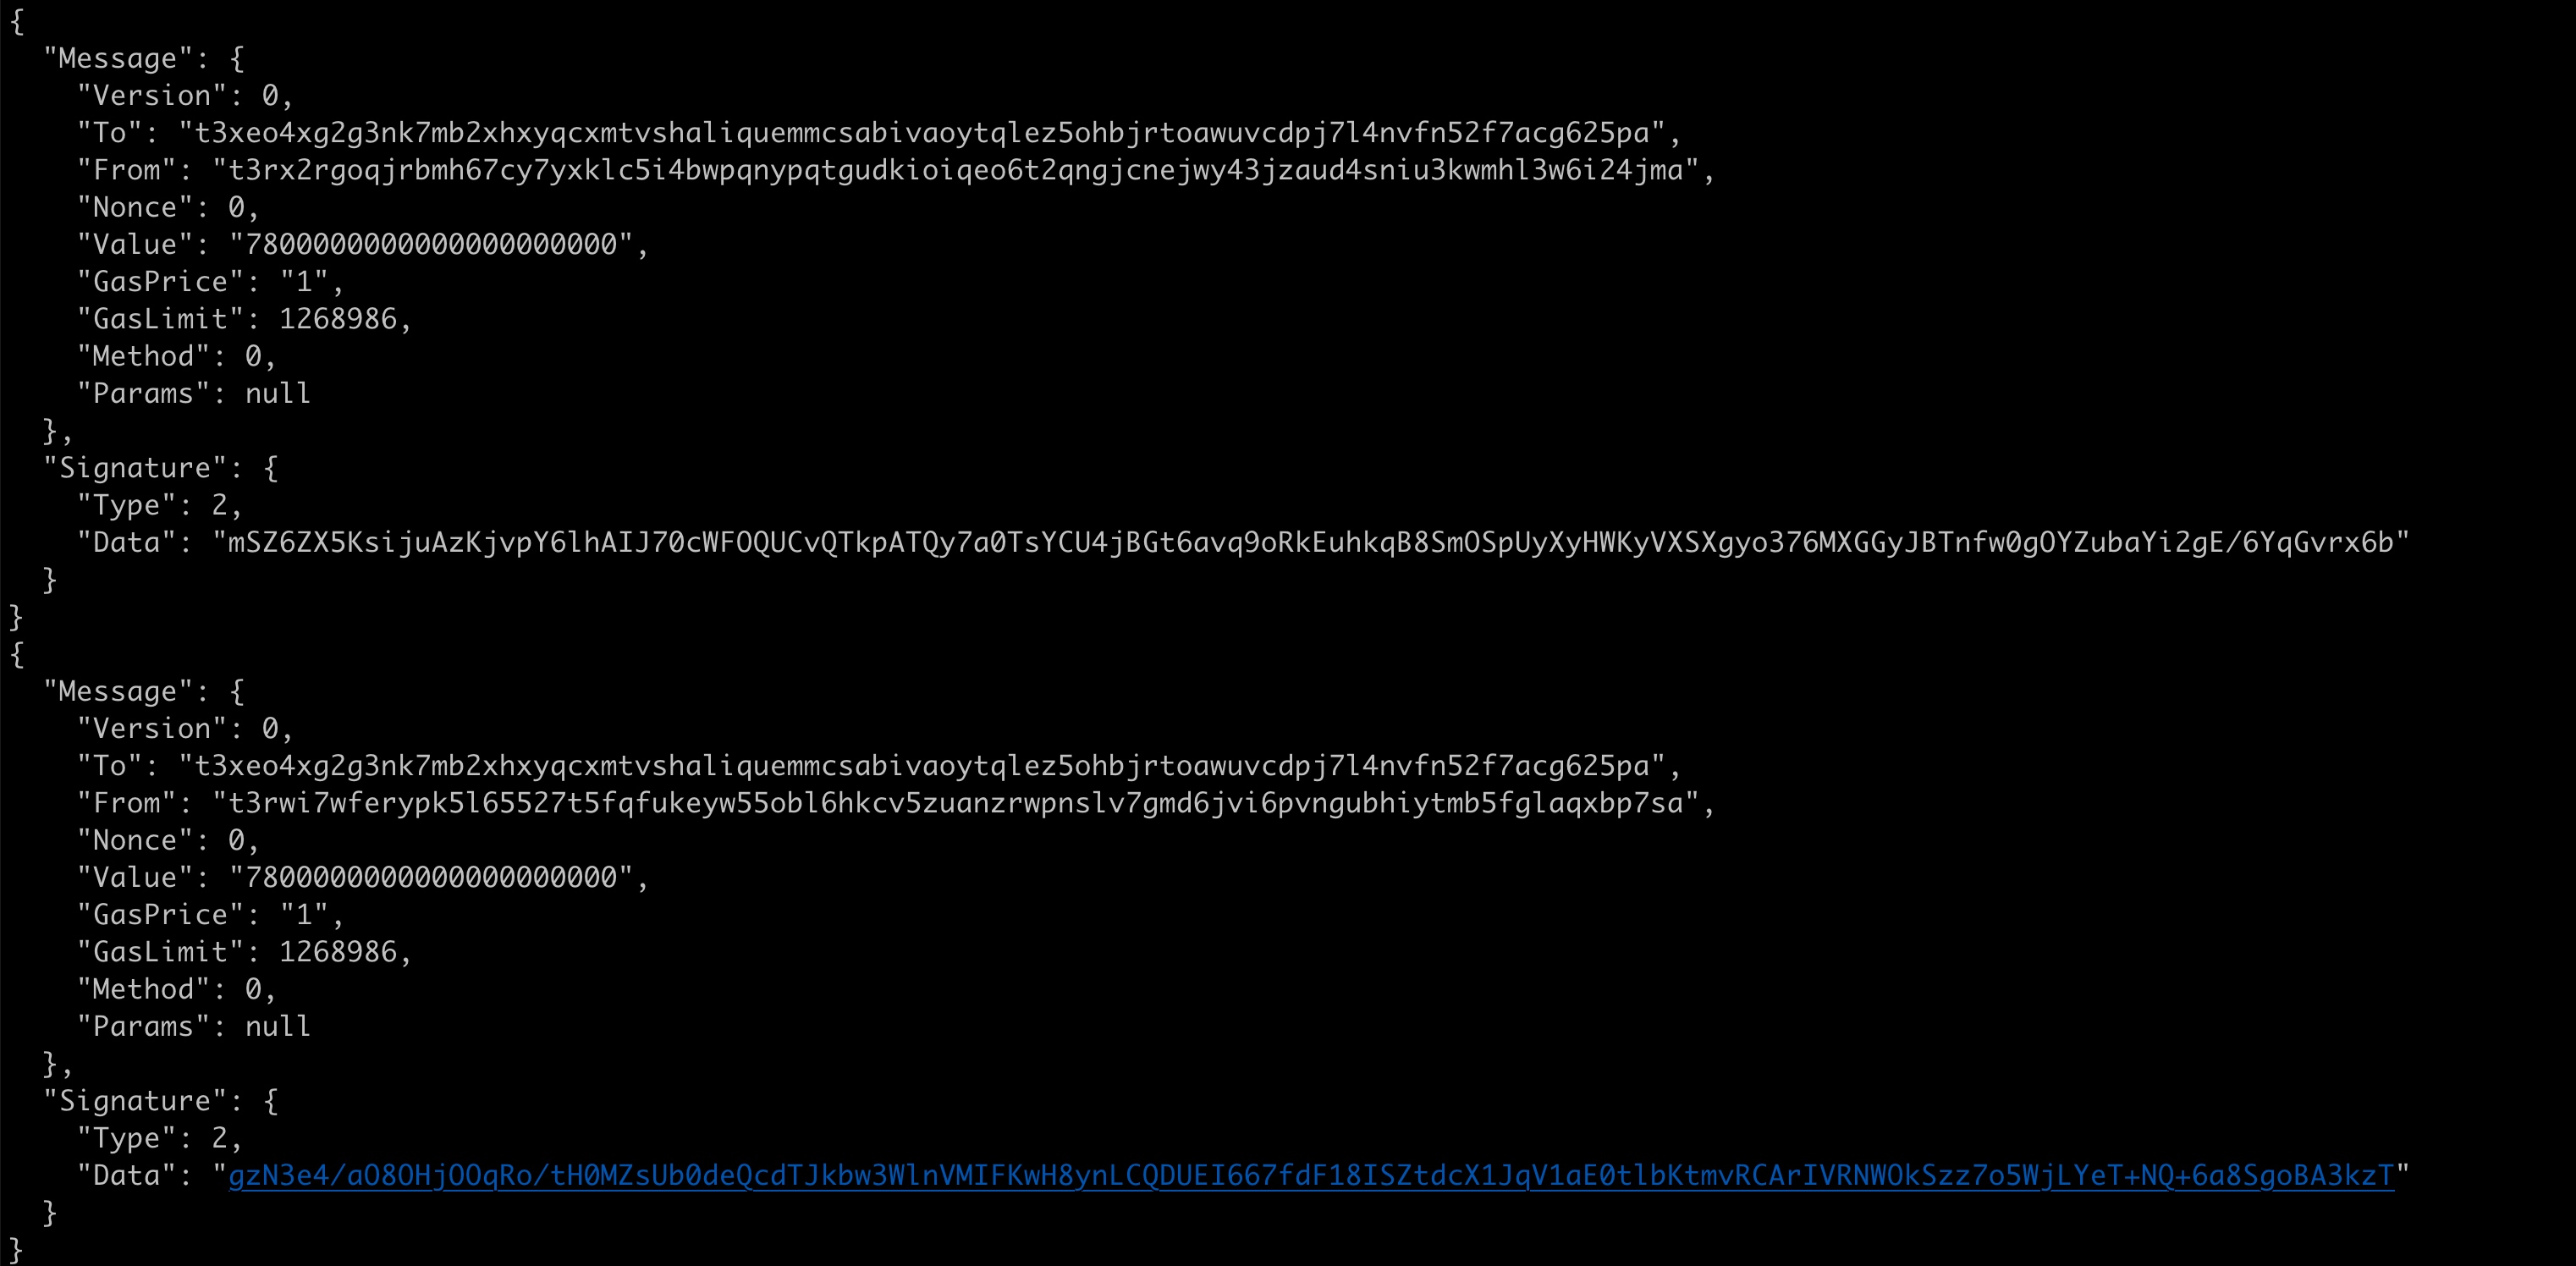 {
  "Message": {
    "Version": 0,
    "To": "t3xeo4xg2g3nk7mb2xhxyqcxmtvshaliquemmcsabivaoytqlez5ohbjrtoawuvcdpj7l4nvfn52f7acg625pa",
    "From": "t3rx2rgoqjrbmh67cy7yxklc5i4bwpqnypqtgudkioiqeo6t2qngjcnejwy43jzaud4sniu3kwmhl3w6i24jma",
    "Nonce": 0,
    "Value": "7800000000000000000000",
    "GasPrice": "1",
    "GasLimit": 1268986,
    "Method": 0,
    "Params": null
  },
  "Signature": {
    "Type": 2,
    "Data": "mSZ6ZX5KsijuAzKjvpY6lhAIJ70cWFOQUCvQTkpATQy7a0TsYCU4jBGt6avq9oRkEuhkqB8SmOSpUyXyHWKyVXSXgyo376MXGGyJBTnfw0gOYZubaYi2gE/6YqGvrx6b"
  }
}
{
  "Message": {
    "Version": 0,
    "To": "t3xeo4xg2g3nk7mb2xhxyqcxmtvshaliquemmcsabivaoytqlez5ohbjrtoawuvcdpj7l4nvfn52f7acg625pa",
    "From": "t3rwi7wferypk5l65527t5fqfukeyw55obl6hkcv5zuanzrwpnslv7gmd6jvi6pvngubhiytmb5fglaqxbp7sa",
    "Nonce": 0,
    "Value": "7800000000000000000000",
    "GasPrice": "1",
    "GasLimit": 1268986,
    "Method": 0,
    "Params": null
  },
  "Signature": {
    "Type": 2,
    "Data": "gzN3e4/aO8OHjOOqRo/tH0MZsUb0deQcdTJkbw3WlnVMIFKwH8ynLCQDUEI667fdF18ISZtdcX1JqV1aE0tlbKtmvRCArIVRNWOkSzz7o5WjLYeT+NQ+6a8SgoBA3kzT"
  }
}